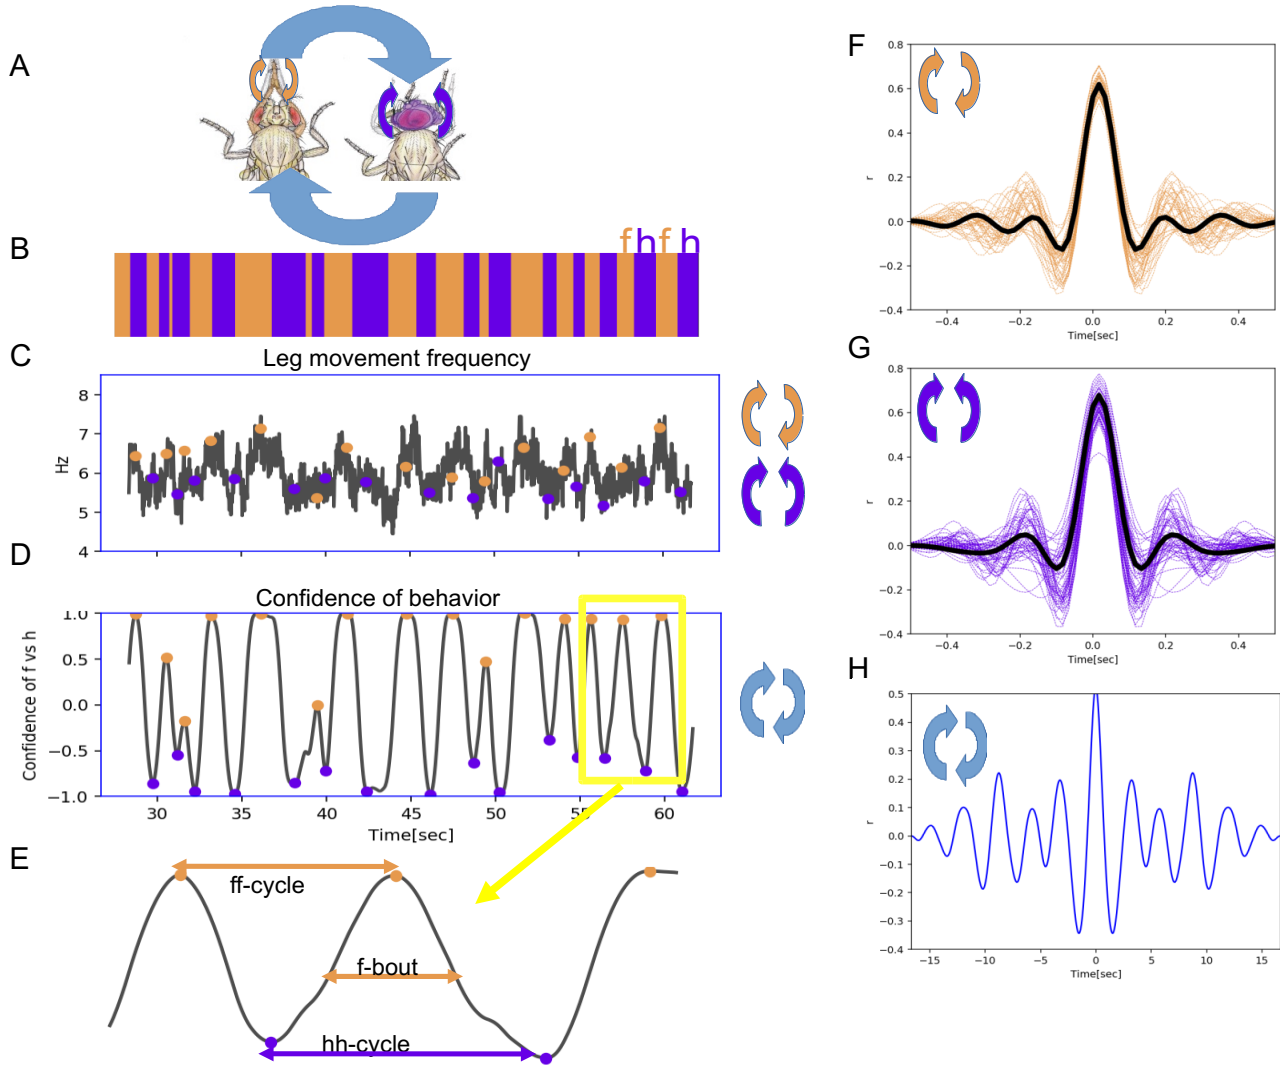 A
B
f h f h
C
Leg movement frequency
8
7
6
5
4
Hz
D
Confidence of behavior
1.0
0.5
0.0
−0.5
−1.0
Confidence of f vs h
30 35 40 45 50 55 60
Time[sec]
E
ff-cycle
f-bout
hh-cycle
F
0.8
0.6
0.4
0.2
0.0
−0.2
−0.4
r
−0.4 −0.2 0.0 0.2 0.4
Time[sec]
G
0.8
0.6
0.4
0.2
0.0
−0.2
−0.4
r
−0.4 −0.2 0.0 0.2 0.4
Time[sec]
H
0.5
0.4
0.3
0.2
0.1
0.0
−0.1
−0.2
−0.3
−0.4
r
−15 −10 −5 0 5 10 15
Time[sec]